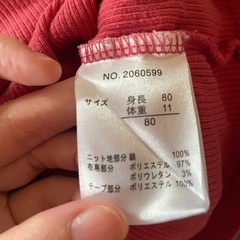 NO. 2060599
サイズ 身長 80
体重 11
80
ニット地部分 綿 100%
布帛部分 ポリエステル 97%
ポリウレタン 3%
テープ部分 ポリエステル 100%